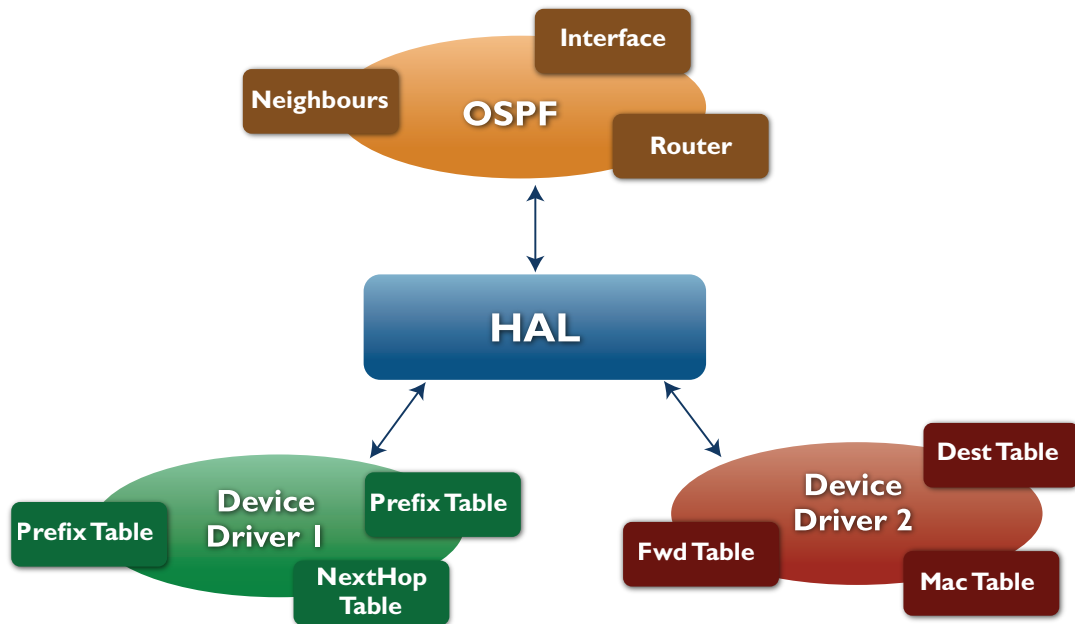 Interface
Neighbours
OSPF
Router
HAL
Device
Driver 1
Prefix Table
Prefix Table
NextHop
Table
Device
Driver 2
Dest Table
Fwd Table
Mac Table